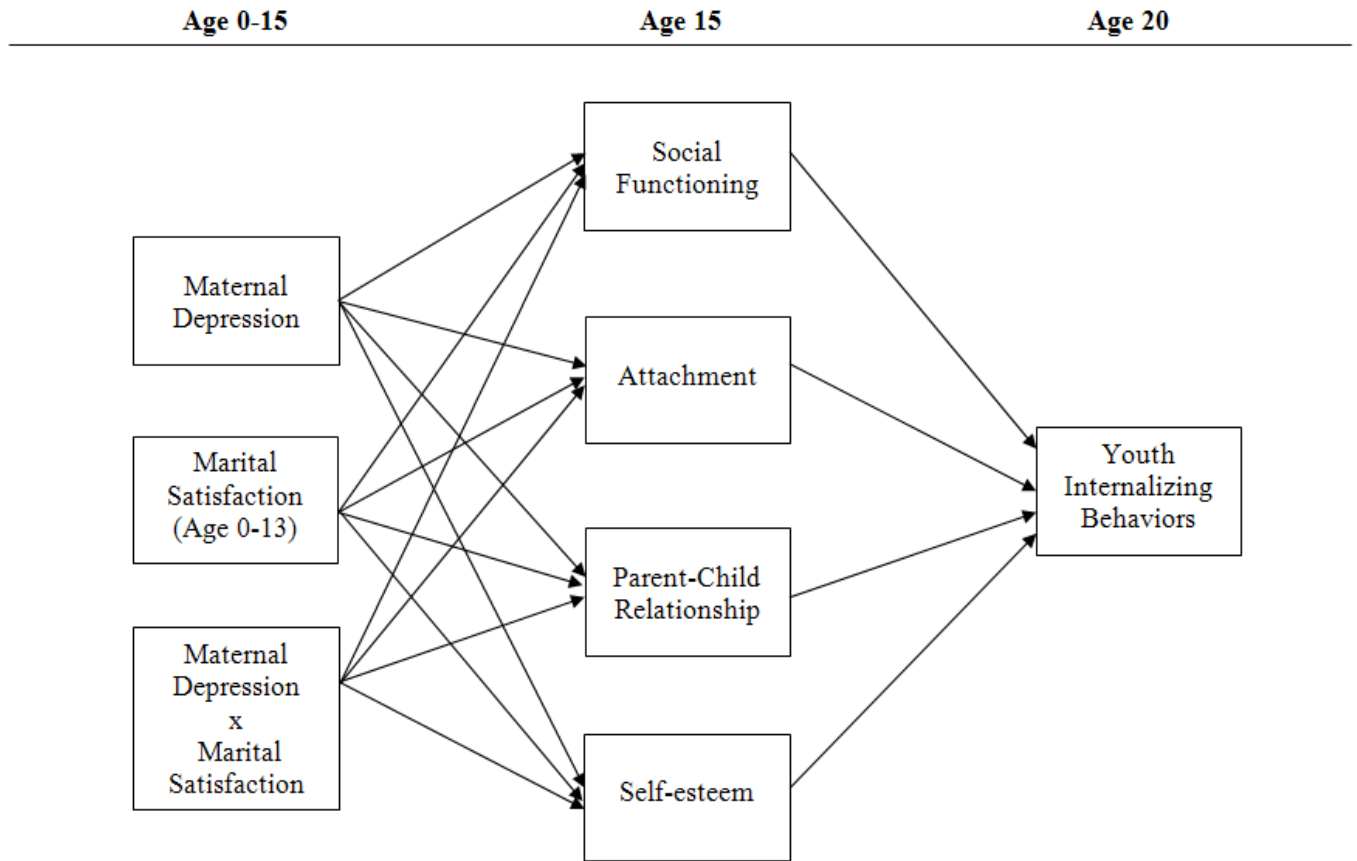 Age 0-15
Age 15
Age 20
Social
Functioning
Maternal
Depression
Attachment
Marital
Satisfaction
(Age 0-13)
Youth
Internalizing
Behaviors
Parent-Child
Relationship
Maternal
Depression
x
Marital
Satisfaction
Self-esteem